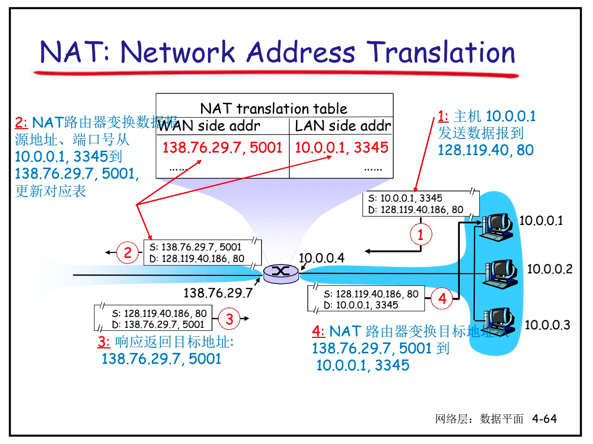 NAT: Network Address Translation
NAT translation table
WAN side addr LAN side addr
138.76.29.7, 5001 10.0.0.1, 3345
...... ......
2: NAT路由器变换数据报
源地址、端口号从
10.0.0.1, 3345到
138.76.29.7, 5001,
更新对应表
1: 主机 10.0.0.1
发送数据报到
128.119.40, 80
S: 10.0.0.1, 3345
D: 128.119.40.186, 80
1
10.0.0.1
S: 138.76.29.7, 5001
D: 128.119.40.186, 80
2
10.0.0.4
10.0.0.2
138.76.29.7
S: 128.119.40.186, 80
D: 10.0.0.1, 3345
4
S: 128.119.40.186, 80
D: 138.76.29.7, 5001
3
10.0.0.3
3: 响应返回目标地址:
138.76.29.7, 5001
4: NAT 路由器变换目标地址
138.76.29.7, 5001 到
10.0.0.1, 3345
网络层：数据平面 4-64